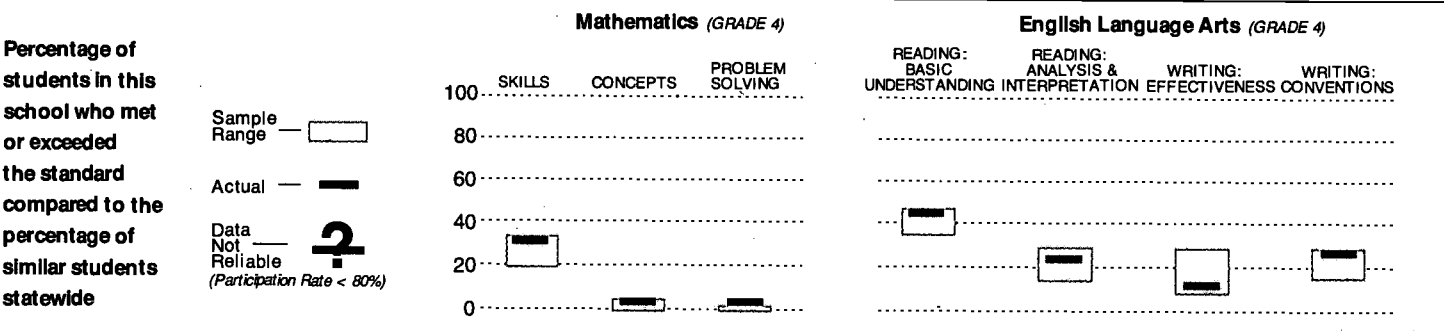 Mathematics (GRADE 4)
English Language Arts (GRADE 4)
Percentage of
students in this
school who met
or exceeded
the standard
compared to the
percentage of
similar students
statewide
Sample
Range
Actual
Data
Not
Reliable
(Participation Rate < 80%)
SKILLS
CONCEPTS
PROBLEM
SOLVING
READING:
BASIC
UNDERSTANDING
READING:
ANALYSIS &
INTERPRETATION
WRITING:
EFFECTIVENESS
WRITING:
CONVENTIONS
100
80
60
40
20
0
?